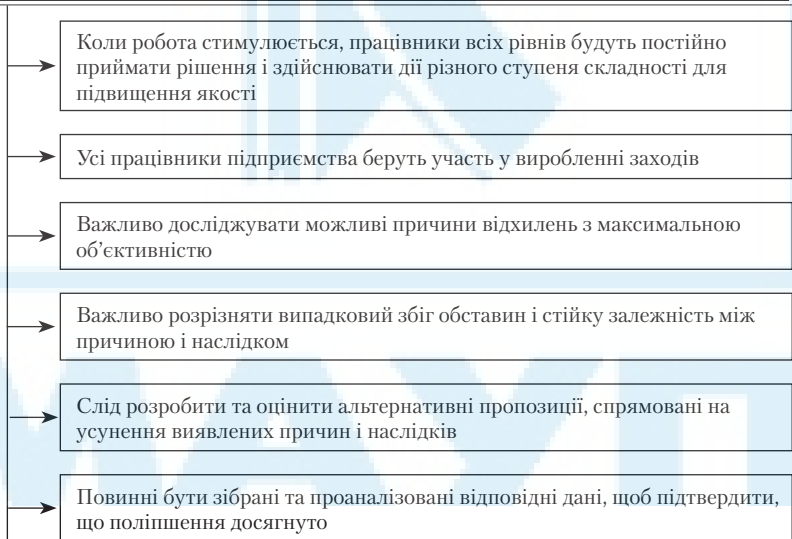 Коли робота стимулюється, працівники всіх рівнів будуть постійно
приймати рішення і здійснювати дії різного ступеня складності для
підвищення якості
Усі працівники підприємства беруть участь у виробленні заходів
Важливо досліджувати можливі причини відхилень з максимальною
об’єктивністю
Важливо розрізняти випадковий збіг обставин і стійку залежність між
причиною і наслідком
Слід розробити та оцінити альтернативні пропозиції, спрямовані на
усунення виявлених причин і наслідків
Повинні бути зібрані та проаналізовані відповідні дані, щоб підтвердити,
що поліпшення досягнуто
МАУП